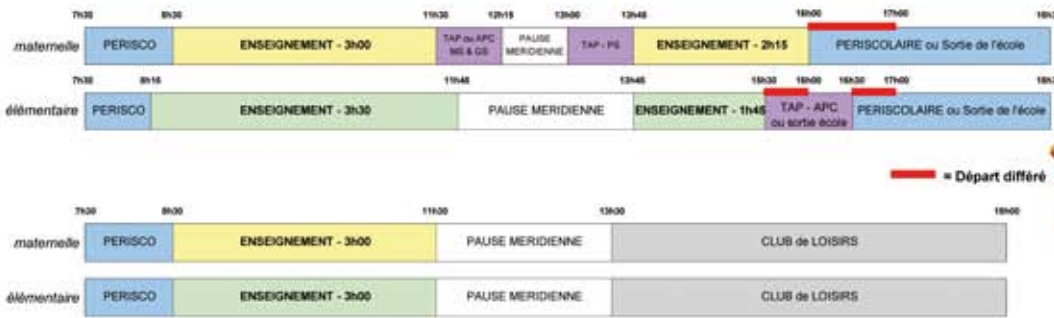 7h30 8h30 11h30 12h15 13h00 13h45 16h00 17h00
maternelle PERISCO ENSEIGNEMENT - 3h00 TAP ou APC MS & GS PAUSE MERIDIENNE TAP - PS ENSEIGNEMENT - 2h15 PERISCOLAIRE ou Sortie de l'école
7h30 8h15 11h45 13h45 15h30 16h00 16h30 17h00
élémentaire PERISCO ENSEIGNEMENT - 3h30 PAUSE MERIDIENNE ENSEIGNEMENT - 1h45 TAP - APC ou sortie école PERISCOLAIRE ou Sortie de l'école
= Départ différé
7h30 8h30 11h30 13h30 18h00
maternelle PERISCO ENSEIGNEMENT - 3h00 PAUSE MERIDIENNE CLUB de LOISIRS
élémentaire PERISCO ENSEIGNEMENT - 3h00 PAUSE MERIDIENNE CLUB de LOISIRS